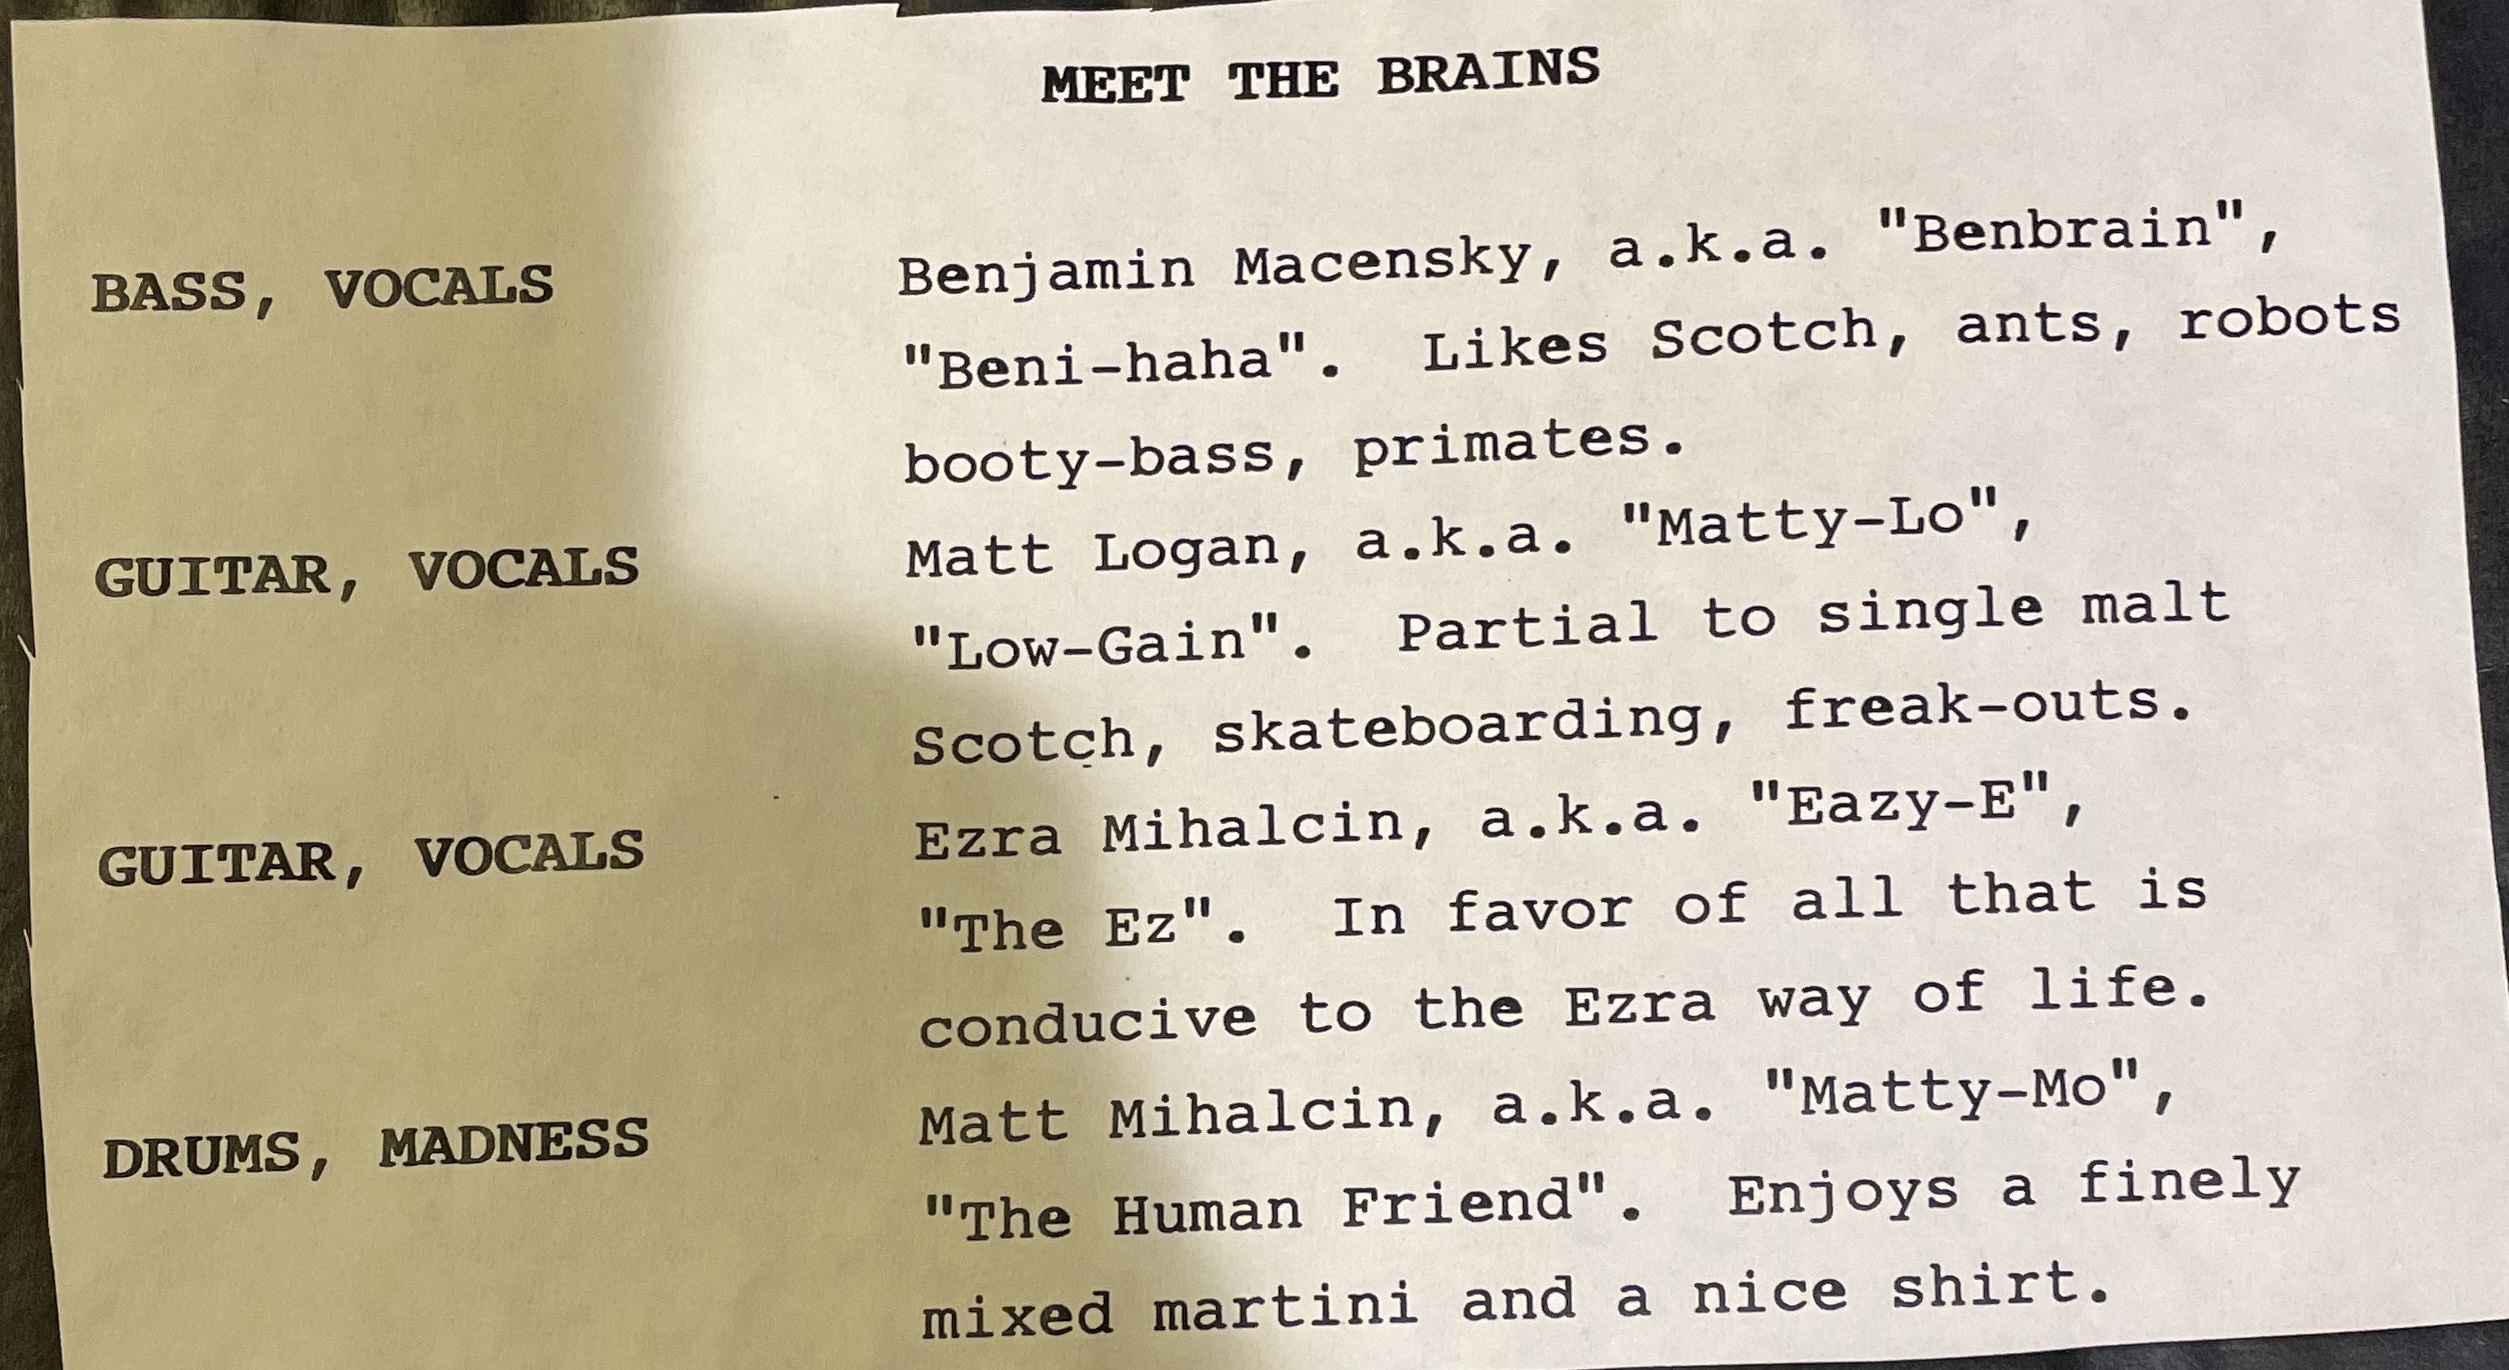 MEET THE BRAINS
BASS, VOCALS Benjamin Macensky, a.k.a. "Benbrain",
"Beni-haha".  Likes Scotch, ants, robots
booty-bass, primates.
GUITAR, VOCALS Matt Logan, a.k.a. "Matty-Lo",
"Low-Gain".  Partial to single malt
Scotch, skateboarding, freak-outs.
GUITAR, VOCALS Ezra Mihalcin, a.k.a. "Eazy-E",
"The Ez".  In favor of all that is
conducive to the Ezra way of life.
DRUMS, MADNESS Matt Mihalcin, a.k.a. "Matty-Mo",
"The Human Friend".  Enjoys a finely
mixed martini and a nice shirt.